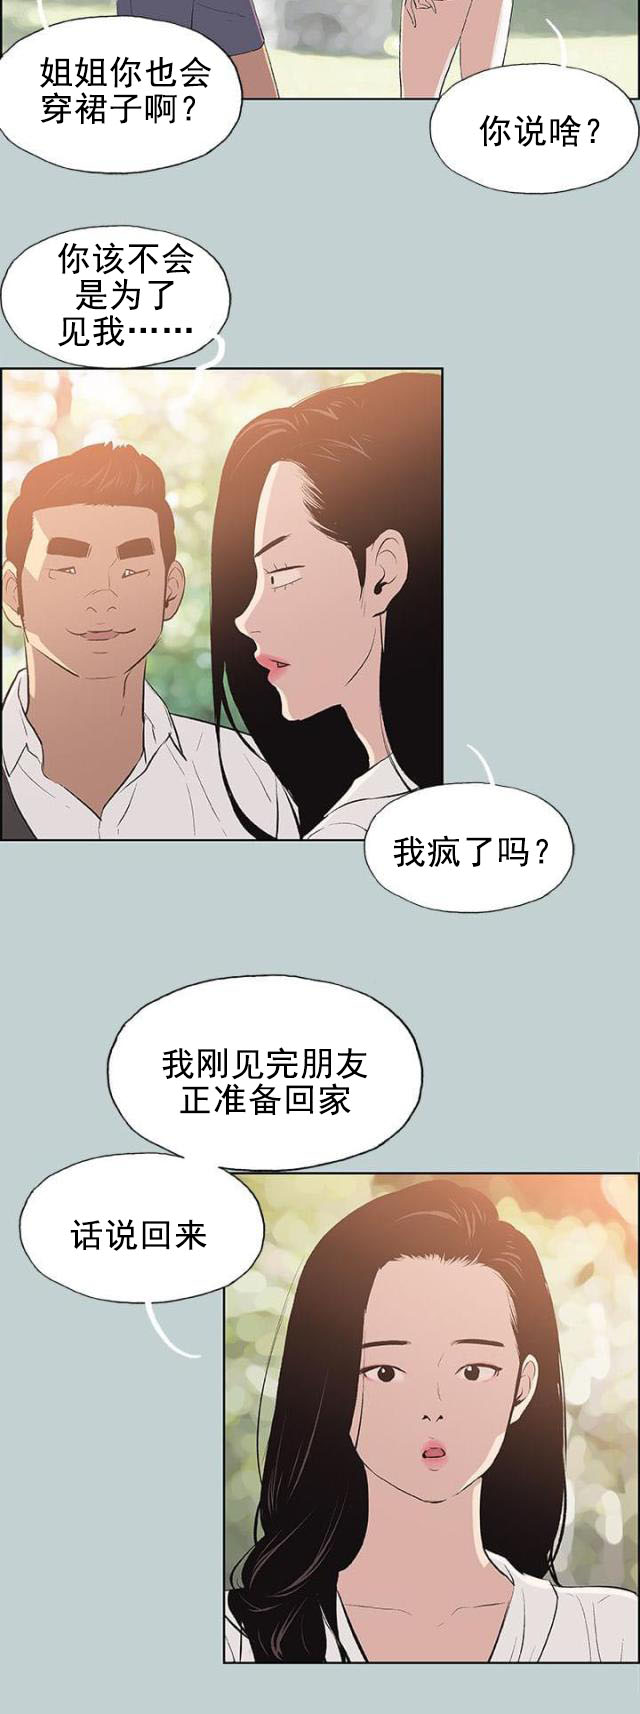 姐姐你也会
穿裙子啊？
你说啥？
你该不会
是为了
见我……
我疯了吗？
我刚见完朋友
正准备回家
话说回来